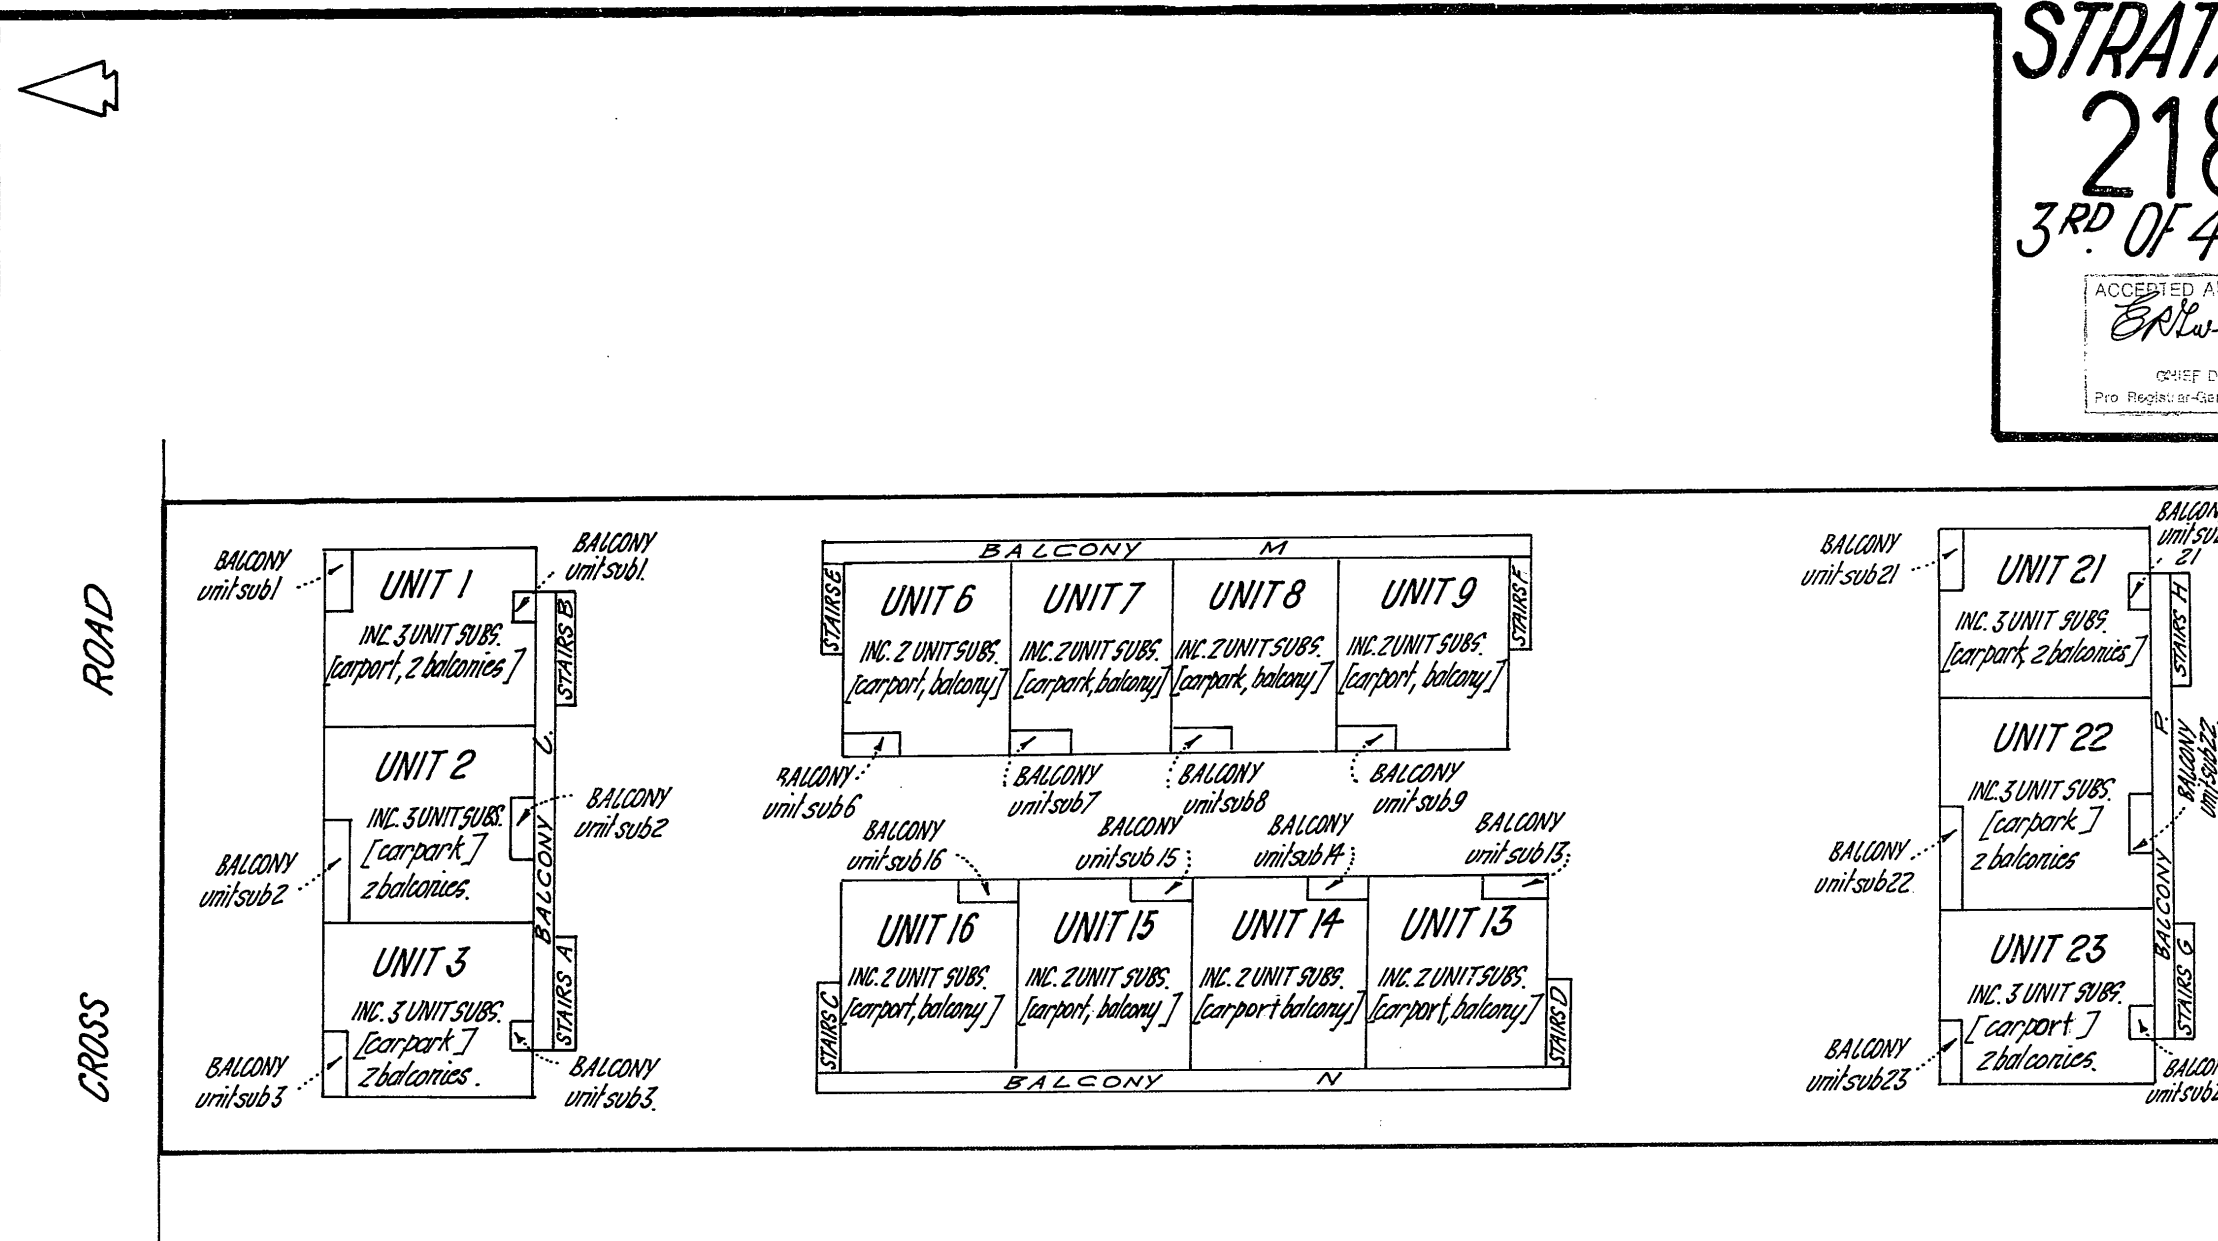 3RD. OF 4
ACCEPTED
CHIEF
BALCONY
unitsub1
BALCONY
unitsub1.
UNIT 1
INC. 3 UNIT SUBS.
[carport, 2 balconies]
STAIRS B
UNIT 2
INC. 3 UNIT SUBS.
[carpark]
2 balconies.
BALCONY
unitsub2
BALCONY
unitsub2
BALCONY
UNIT 3
INC. 3 UNIT SUBS.
[carpark]
2 balconies.
STAIRS A
BALCONY
unitsub3
BALCONY
unitsub3.
ROAD
CROSS
BALCONY M
STAIRS E
UNIT 6
INC. 2 UNIT SUBS.
[carport, balcony]
UNIT 7
INC. 2 UNIT SUBS.
[carpark, balcony]
UNIT 8
INC. 2 UNIT SUBS.
[carpark, balcony]
UNIT 9
INC. 2 UNIT SUBS.
[carport, balcony]
STAIRS F
BALCONY
unitsub6
BALCONY
unitsub7
BALCONY
unitsub8
BALCONY
unitsub9
BALCONY
unitsub16
BALCONY
unitsub15
BALCONY
unitsub14
BALCONY
unitsub13
STAIRS C
UNIT 16
INC. 2 UNIT SUBS.
[carport, balcony]
UNIT 15
INC. 2 UNIT SUBS.
[carport, balcony]
UNIT 14
INC. 2 UNIT SUBS.
[carport balcony]
UNIT 13
INC. 2 UNIT SUBS.
[carport, balcony]
STAIRS D
BALCONY N
BALCONY
unitsub21
21
UNIT 21
INC. 3 UNIT SUBS.
[carpark, 2 balconies]
STAIRS H
UNIT 22
INC. 3 UNIT SUBS.
[carpark]
2 balconies
BALCONY
unitsub22
BALCONY
unitsub22.
BALCONY P.
UNIT 23
INC. 3 UNIT SUBS.
[carport]
2 balconies.
STAIRS G
BALCONY
unitsub23